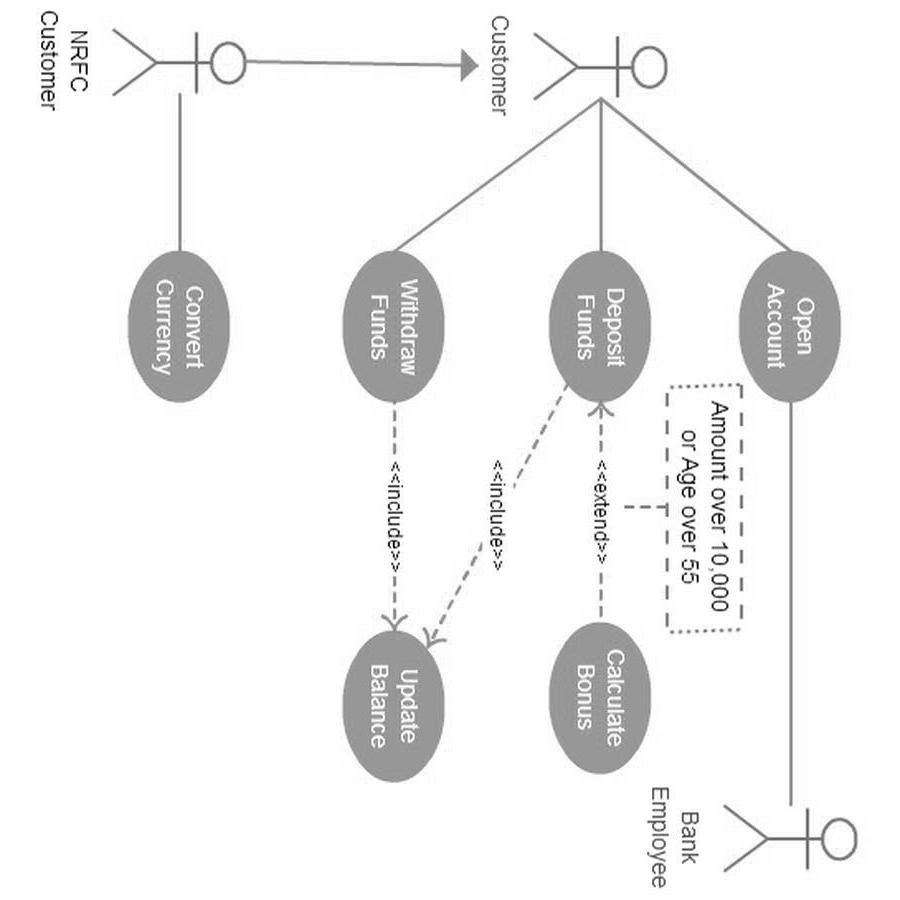 Open
Account
Bank
Employee
Amount over 10,000
or Age over 55
Customer
Deposit
Funds
<<extend>>
Calculate
Bonus
<<include>>
Withdraw
Funds
<<include>>
Update
Balance
NRFC
Customer
Convert
Currency